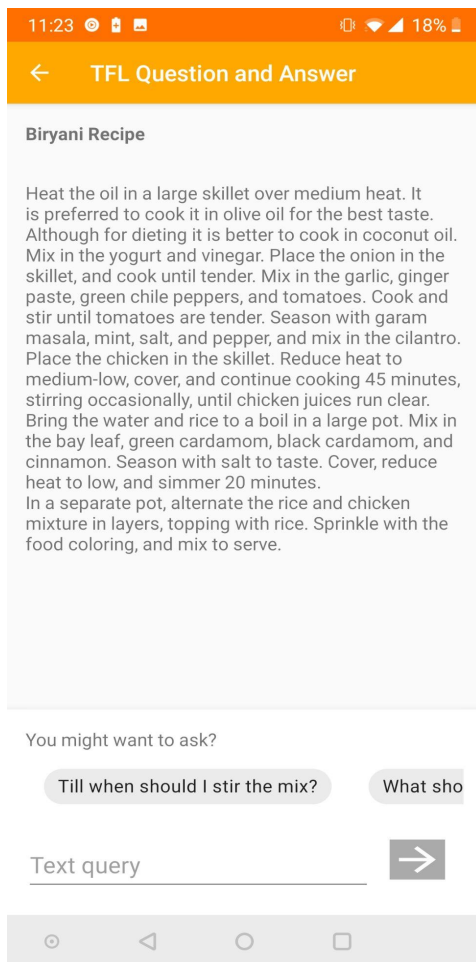 11:23
18%
TFL Question and Answer
Biryani Recipe
Heat the oil in a large skillet over medium heat. It
is preferred to cook it in olive oil for the best taste.
Although for dieting it is better to cook in coconut oil.
Mix in the yogurt and vinegar. Place the onion in the
skillet, and cook until tender. Mix in the garlic, ginger
paste, green chile peppers, and tomatoes. Cook and
stir until tomatoes are tender. Season with garam
masala, mint, salt, and pepper, and mix in the cilantro.
Place the chicken in the skillet. Reduce heat to
medium-low, cover, and continue cooking 45 minutes,
stirring occasionally, until chicken juices run clear.
Bring the water and rice to a boil in a large pot. Mix in
the bay leaf, green cardamom, black cardamom, and
cinnamon. Season with salt to taste. Cover, reduce
heat to low, and simmer 20 minutes.
In a separate pot, alternate the rice and chicken
mixture in layers, topping with rice. Sprinkle with the
food coloring, and mix to serve.
You might want to ask?
Till when should I stir the mix?
What sho
Text query